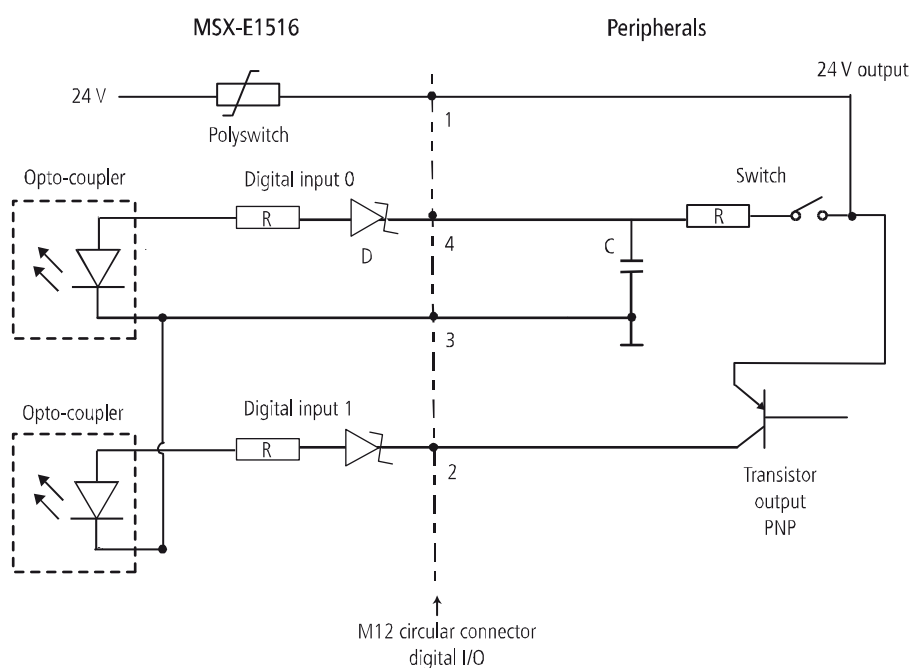 MSX-E1516
Peripherals
24 V output
24 V
1
Polyswitch
Opto-coupler
Digital input 0
Switch
R
R
D
4
C
3
Opto-coupler
Digital input 1
R
2
Transistor
output
PNP
M12 circular connector
digital I/O